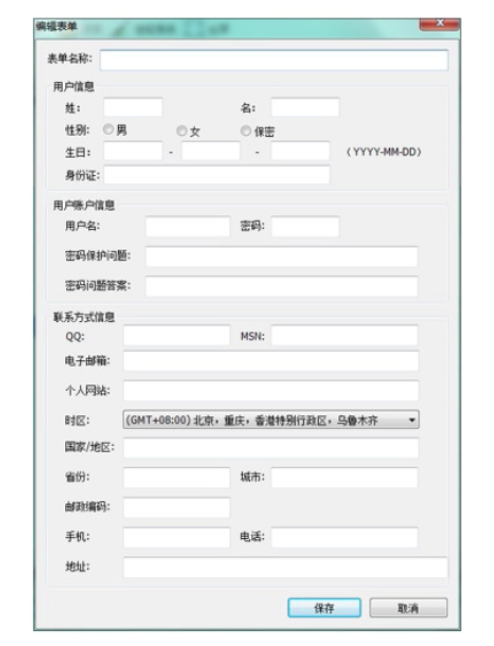 编辑表单
表单名称:
用户信息
姓: 名:
性别: 男 女 保密
生日: - - (YYYY-MM-DD)
身份证:
用户账户信息
用户名: 密码:
密码保护问题:
密码问题答案:
联系方式信息
QQ: MSN:
电子邮箱:
个人网站:
时区: (GMT+08:00)北京，重庆，香港特别行政区，乌鲁木齐
国家/地区:
省份: 城市:
邮政编码:
手机: 电话:
地址:
保存 取消